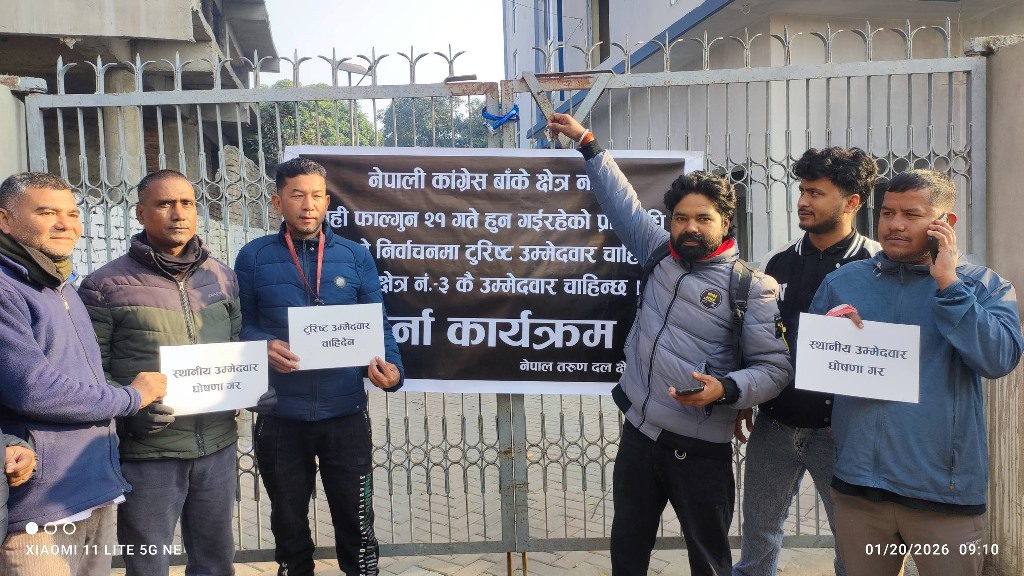 नेपाली कांग्रेस बाँके क्षेत्र
फाल्गुन २१ गते हुन गईरहेको
निर्वाचनमा टुरिष्ट उम्मेदवार
क्षेत्र नं.-३ कै उम्मेदवार चाहिन्छ ।
कार्यक्रम
नेपाल तरुण दल
टुरिष्ट उम्मेदवार
चाहिदैन
स्थानीय उम्मेदवार
घोषणा गर
स्थानीय उम्मेदवार
घोषणा गर
XIAOMI 11 LITE 5G NE
01/20/2026 09:10